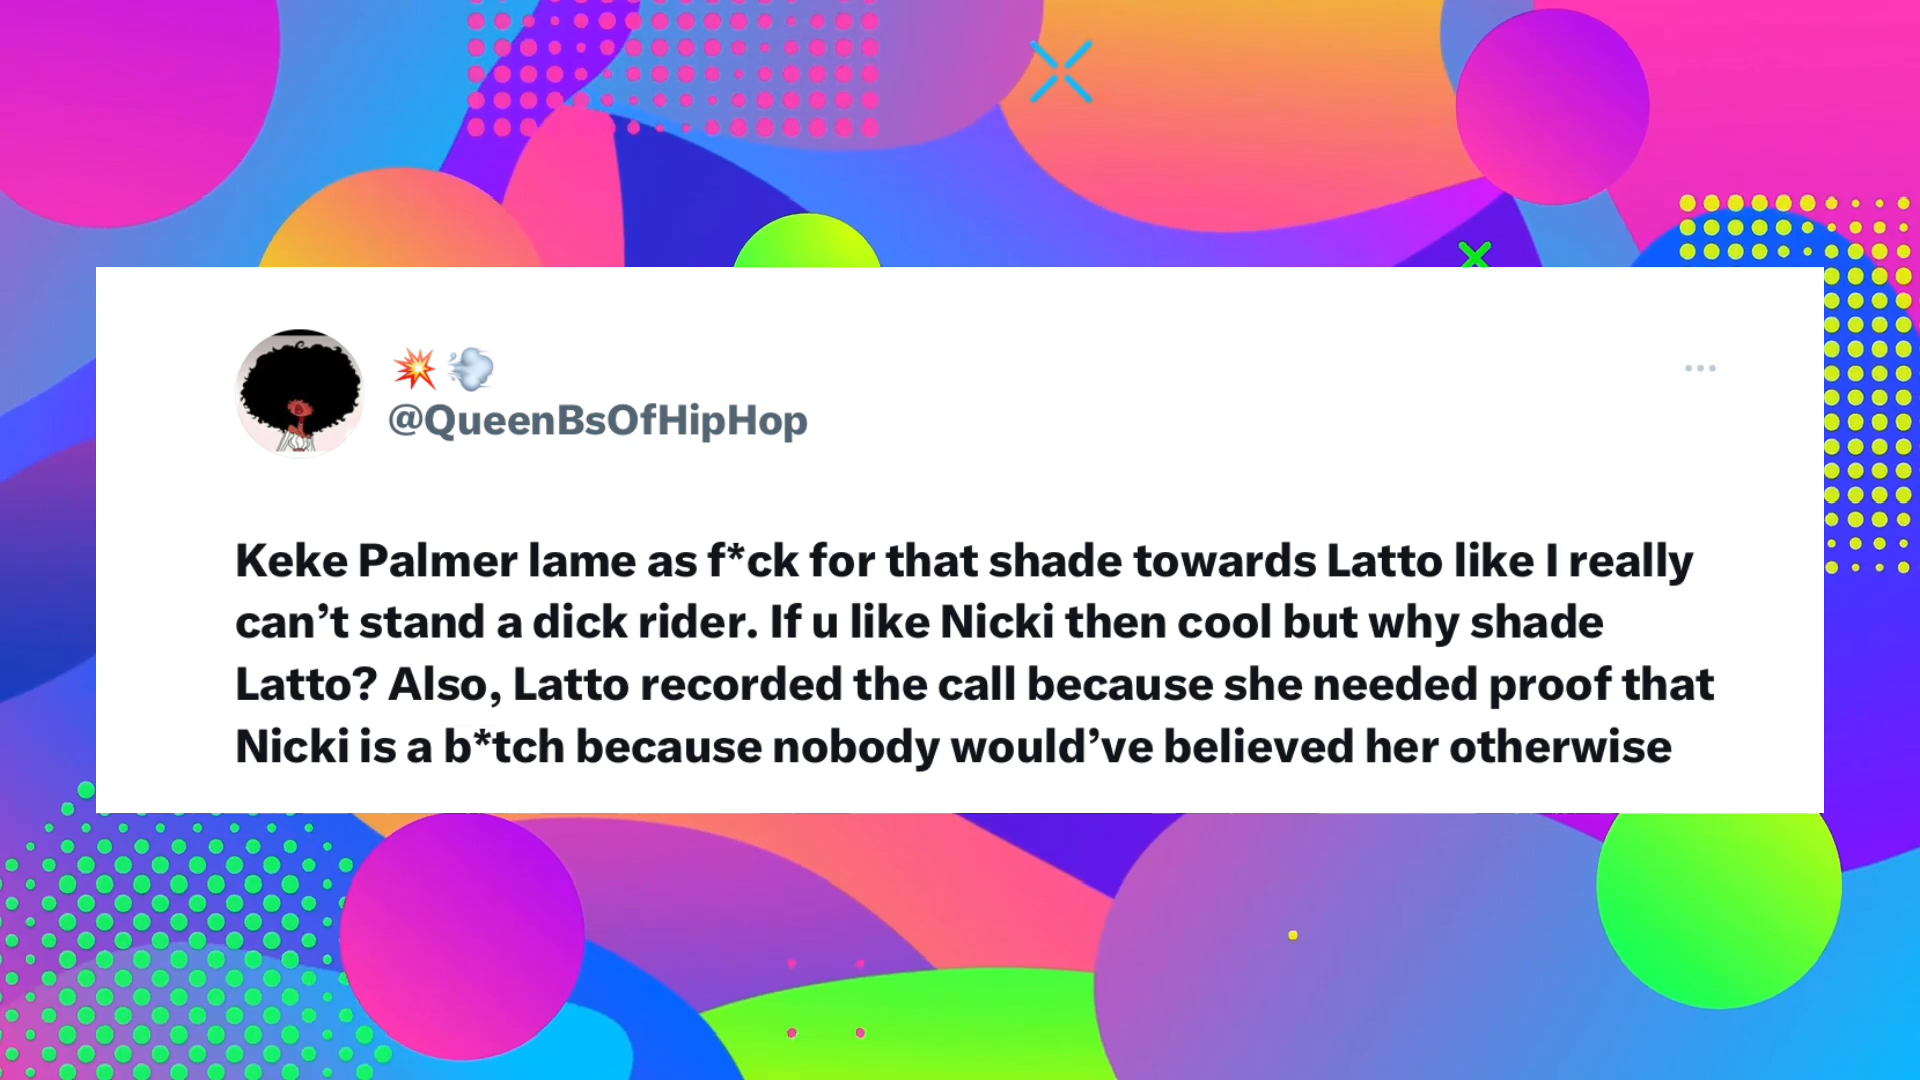 💥💨
@QueenBsOfHipHop
Keke Palmer lame as f*ck for that shade towards Latto like I really
can’t stand a dick rider. If u like Nicki then cool but why shade
Latto? Also, Latto recorded the call because she needed proof that
Nicki is a b*tch because nobody would’ve believed her otherwise